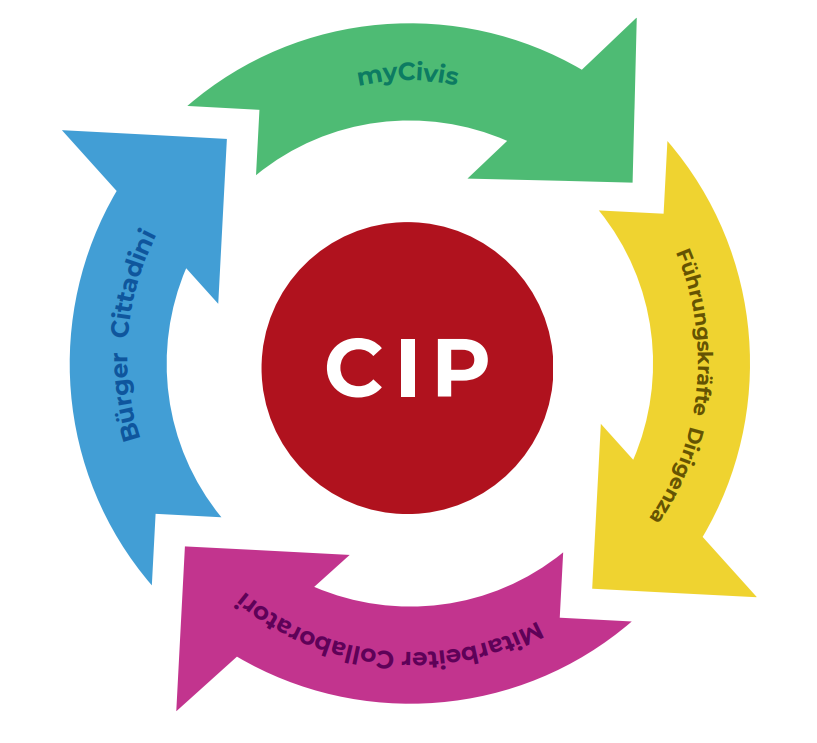 myCivis
Führungskräfte Dirigenza
Mitarbeiter Collaboratori
Bürger Cittadini
CIP